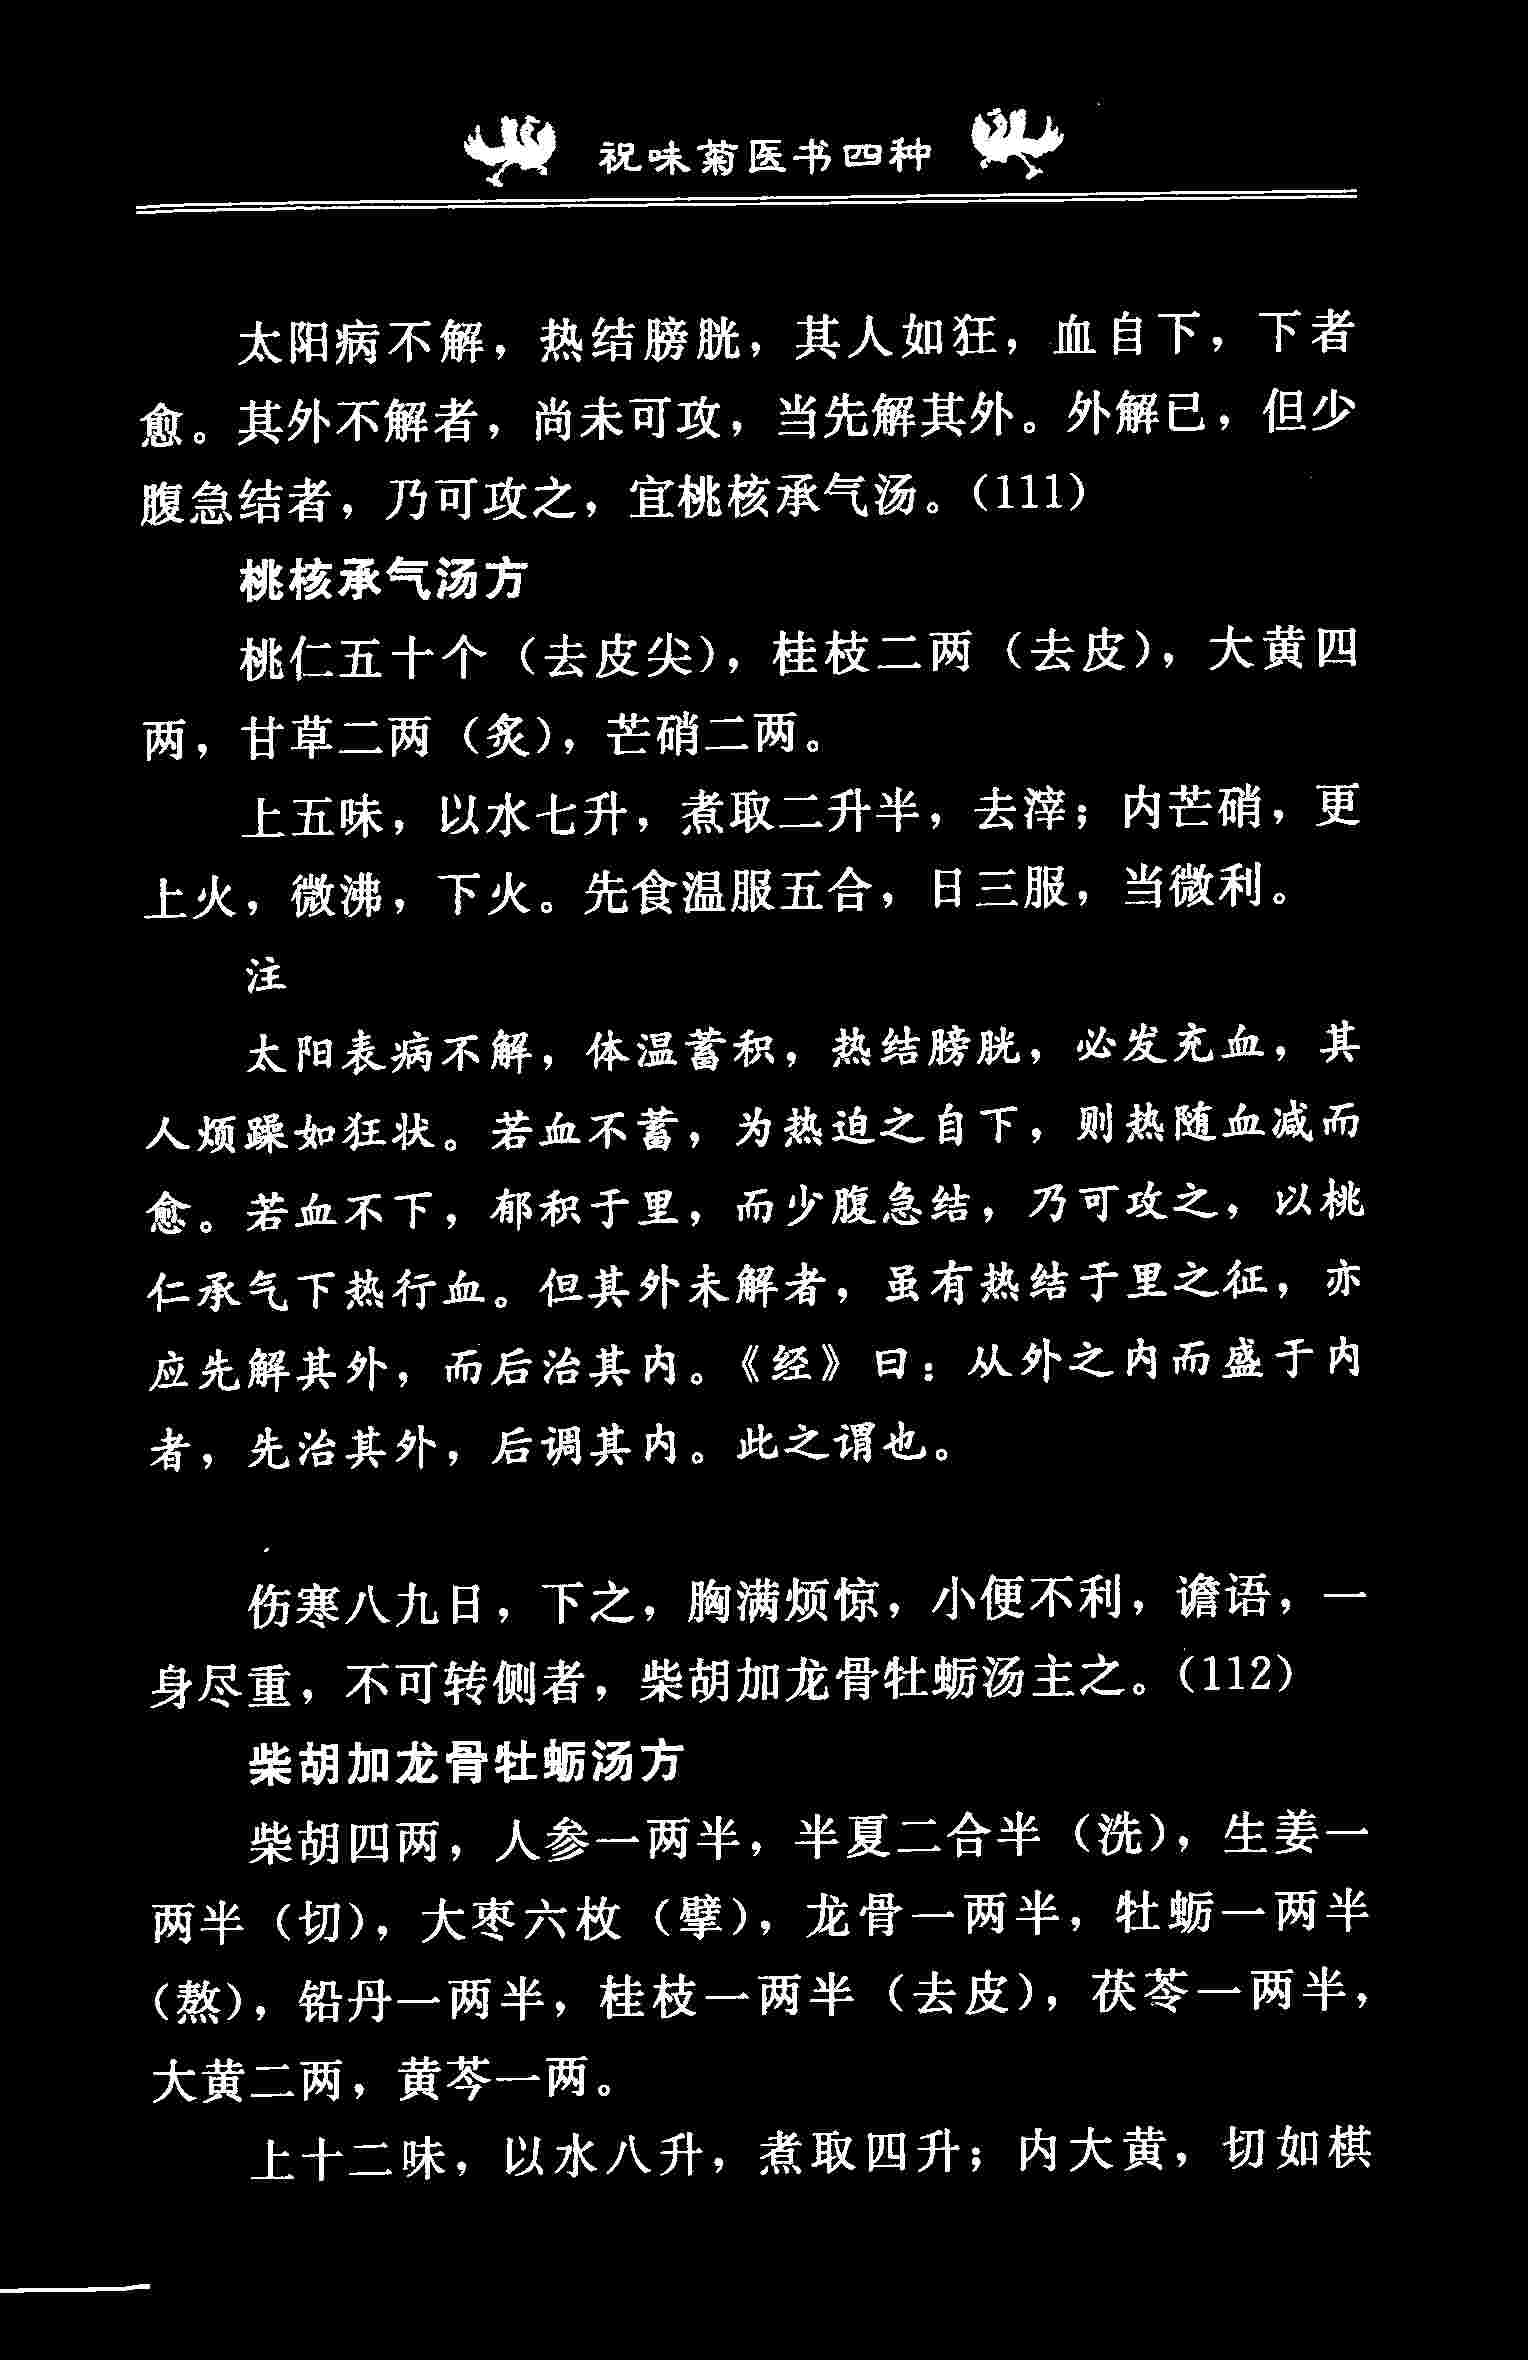 祝味菊医书四种
太阳病不解，热结膀胱，其人如狂，血自下，下者
愈。其外不解者，尚未可攻，当先解其外。外解已，但少
腹急结者，乃可攻之，宜桃核承气汤。（111）
桃核承气汤方
桃仁五十个（去皮尖），桂枝二两（去皮），大黄四
两，甘草二两（炙），芒硝二两。
上五味，以水七升，煮取二升半，去滓；内芒硝，更
上火，微沸，下火。先食温服五合，日三服，当微利。
注
太阳表病不解，体温蓄积，热结膀胱，必发充血，其
人烦躁如狂状。若血不蓄，为热迫之自下，则热随血减而
愈。若血不下，郁积于里，而少腹急结，乃可攻之，以桃
仁承气下热行血。但其外未解者，虽有热结于里之征，亦
应先解其外，而后治其内。《经》曰：从外之内而盛于内
者，先治其外，后调其内。此之谓也。
伤寒八九日，下之，胸满烦惊，小便不利，谵语，一
身尽重，不可转侧者，柴胡加龙骨牡蛎汤主之。（112）
柴胡加龙骨牡蛎汤方
柴胡四两，人参一两半，半夏二合半（洗），生姜一
两半（切），大枣六枚（擘），龙骨一两半，牡蛎一两半
（熬），铅丹一两半，桂枝一两半（去皮），茯苓一两半，
大黄二两，黄芩一两。
上十二味，以水八升，煮取四升；内大黄，切如棋